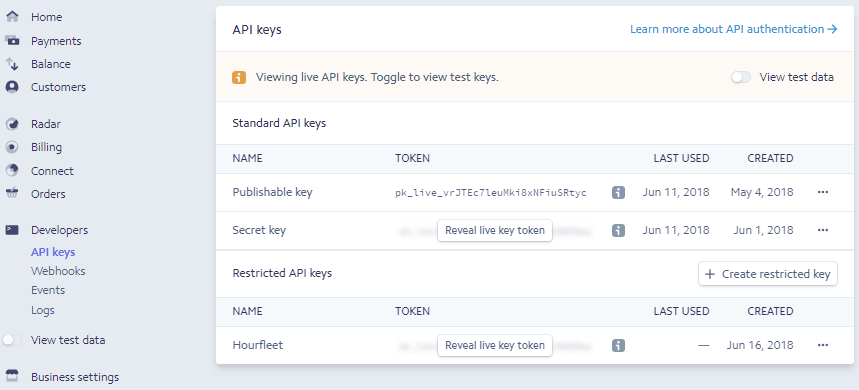 Home
Payments
Balance
Customers
Radar
Billing
Connect
Orders
Developers
API keys
Webhooks
Events
Logs
View test data
Business settings
API keys
Learn more about API authentication →
Viewing live API keys. Toggle to view test keys.
View test data
Standard API keys
NAME TOKEN LAST USED CREATED
Publishable key pk_live_vrJTEc7leuMki8xNFiuSRtyc Jun 11, 2018 May 4, 2018
Secret key Reveal live key token Jun 11, 2018 Jun 1, 2018
Restricted API keys
+ Create restricted key
NAME TOKEN LAST USED CREATED
Hourfleet Reveal live key token — Jun 16, 2018